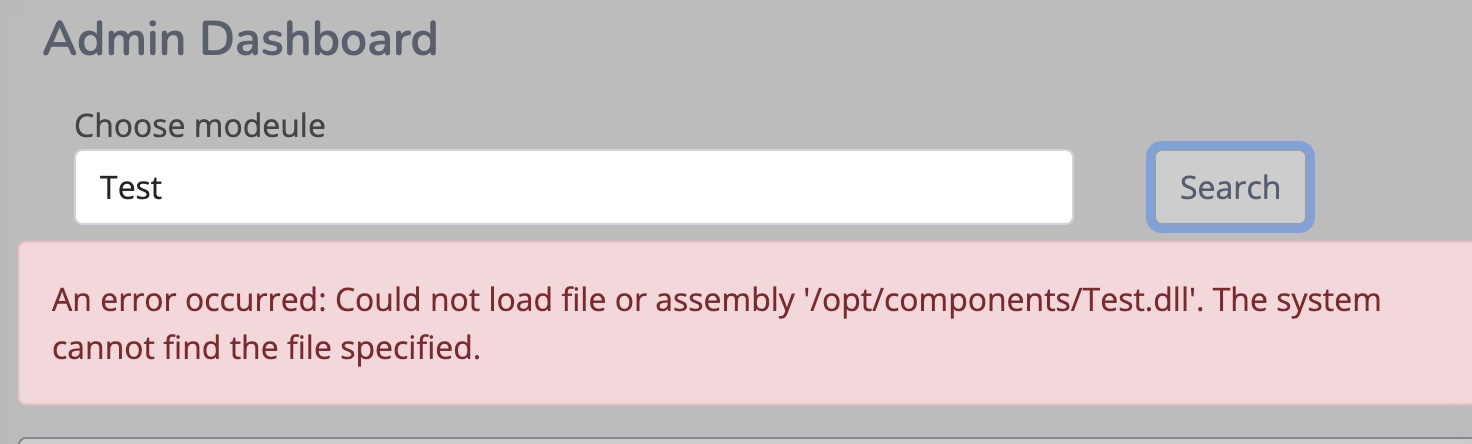 Admin Dashboard
Choose modeule
Test
Search
An error occurred: Could not load file or assembly '/opt/components/Test.dll'. The system
cannot find the file specified.